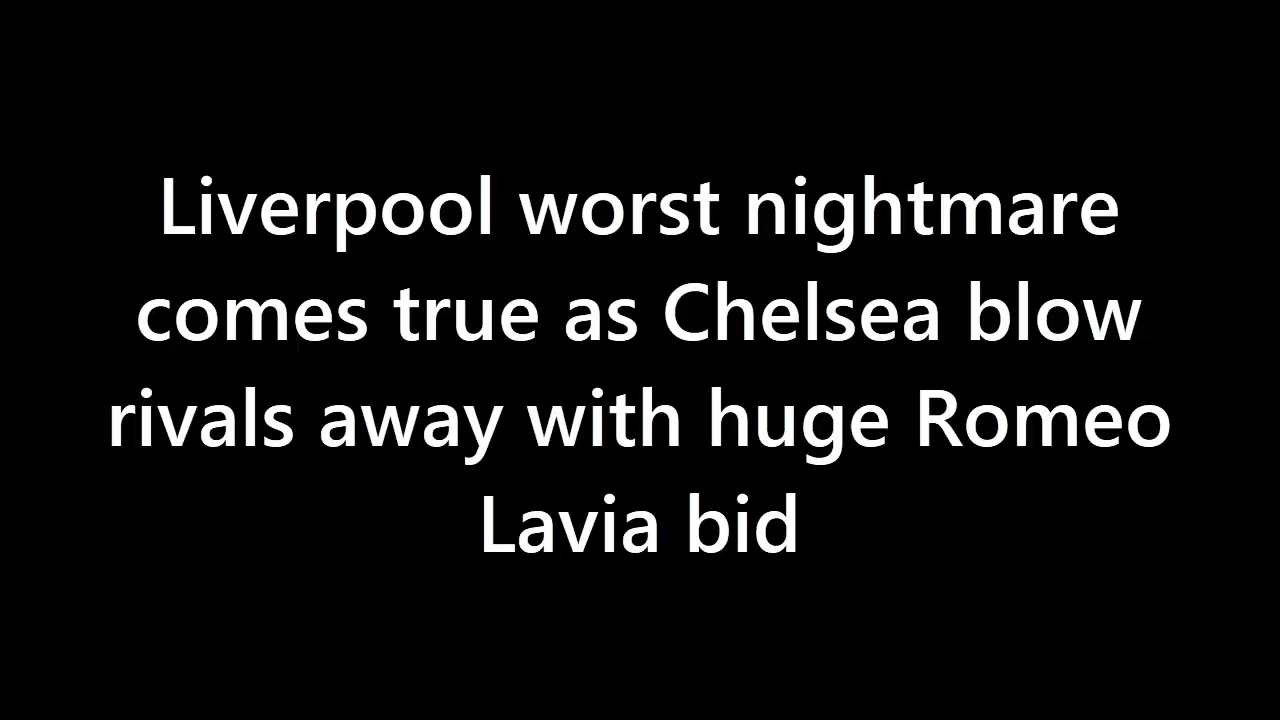 Liverpool worst nightmare
comes true as Chelsea blow
rivals away with huge Romeo
Lavia bid